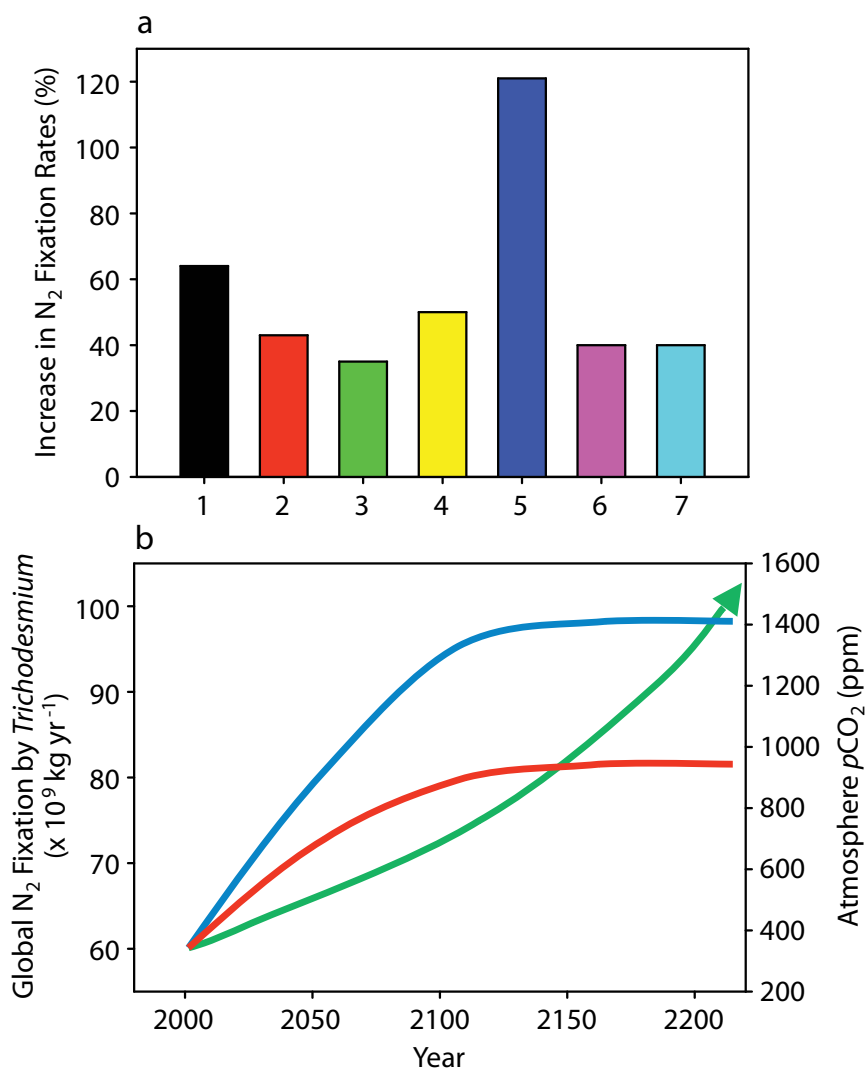 a
Increase in N2 Fixation Rates (%)
120
100
80
60
40
20
0
1 2 3 4 5 6 7
b
Global N2 Fixation by Trichodesmium
(x 10^9 kg yr^-1)
100
90
80
70
60
1600
1400
1200
1000
800
600
400
200
Atmosphere pCO2 (ppm)
2000 2050 2100 2150 2200
Year